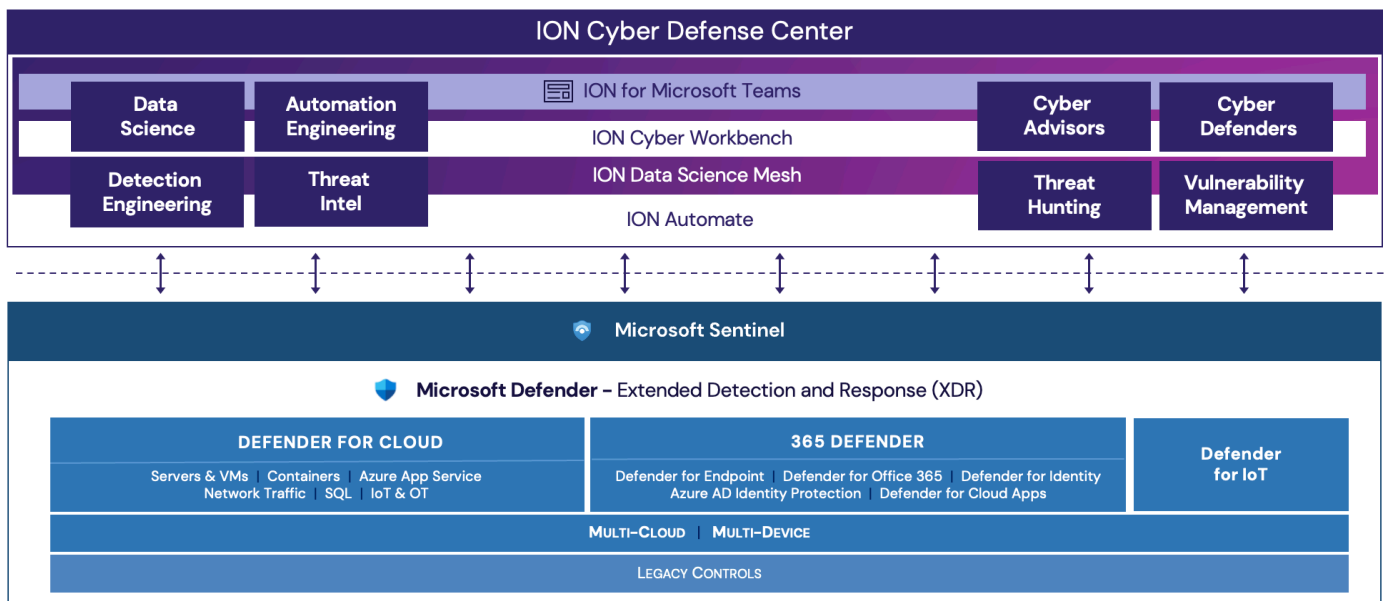 ION Cyber Defense Center
Data
Science
Automation
Engineering
ION for Microsoft Teams
Cyber
Advisors
Cyber
Defenders
ION Cyber Workbench
Detection
Engineering
Threat
Intel
ION Data Science Mesh
Threat
Hunting
Vulnerability
Management
ION Automate
Microsoft Sentinel
Microsoft Defender – Extended Detection and Response (XDR)
DEFENDER FOR CLOUD
Servers & VMs | Containers | Azure App Service
Network Traffic | SQL | IoT & OT
365 DEFENDER
Defender for Endpoint | Defender for Office 365 | Defender for Identity
Azure AD Identity Protection | Defender for Cloud Apps
Defender
for IoT
MULTI-CLOUD | MULTI-DEVICE
LEGACY CONTROLS